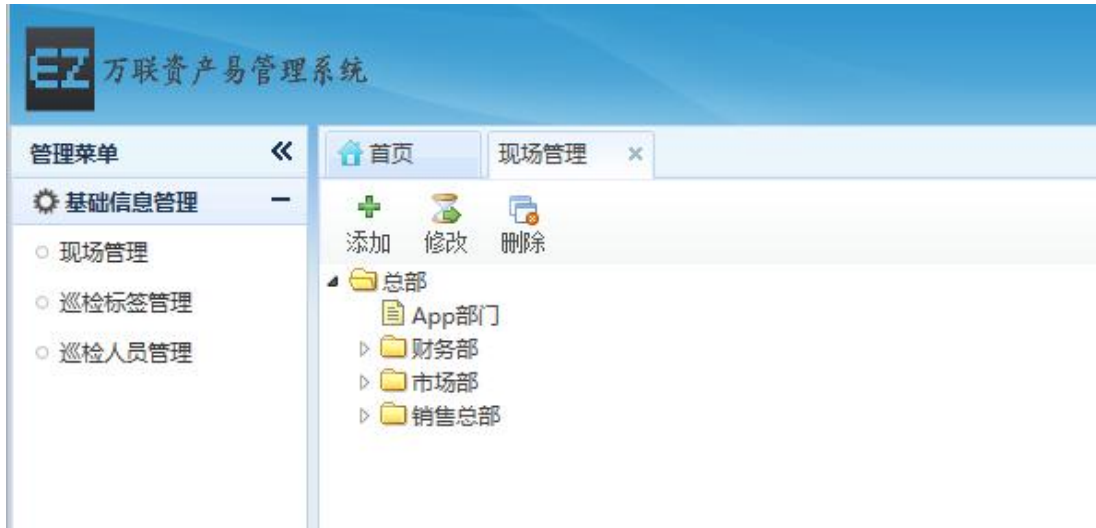 EZ 万联资产易管理系统
管理菜单
基础信息管理
现场管理
巡检标签管理
巡检人员管理
首页 现场管理
添加 修改 删除
总部
App部门
财务部
市场部
销售总部